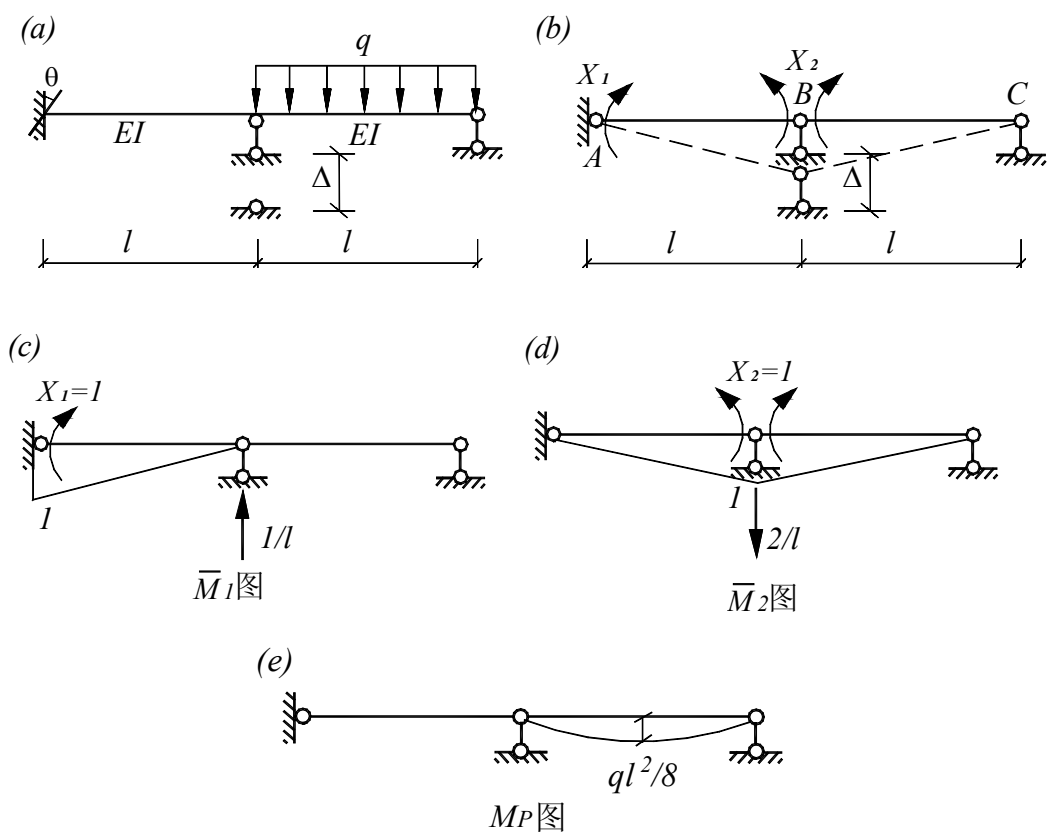 (a)
q
θ
EI
EI
Δ
l
l
(b)
X₁
X₂
B
C
A
Δ
l
l
(c)
X₁=1
1
1/l
M̅₁图
(d)
X₂=1
1
2/l
M̅₂图
(e)
ql²/8
MP图